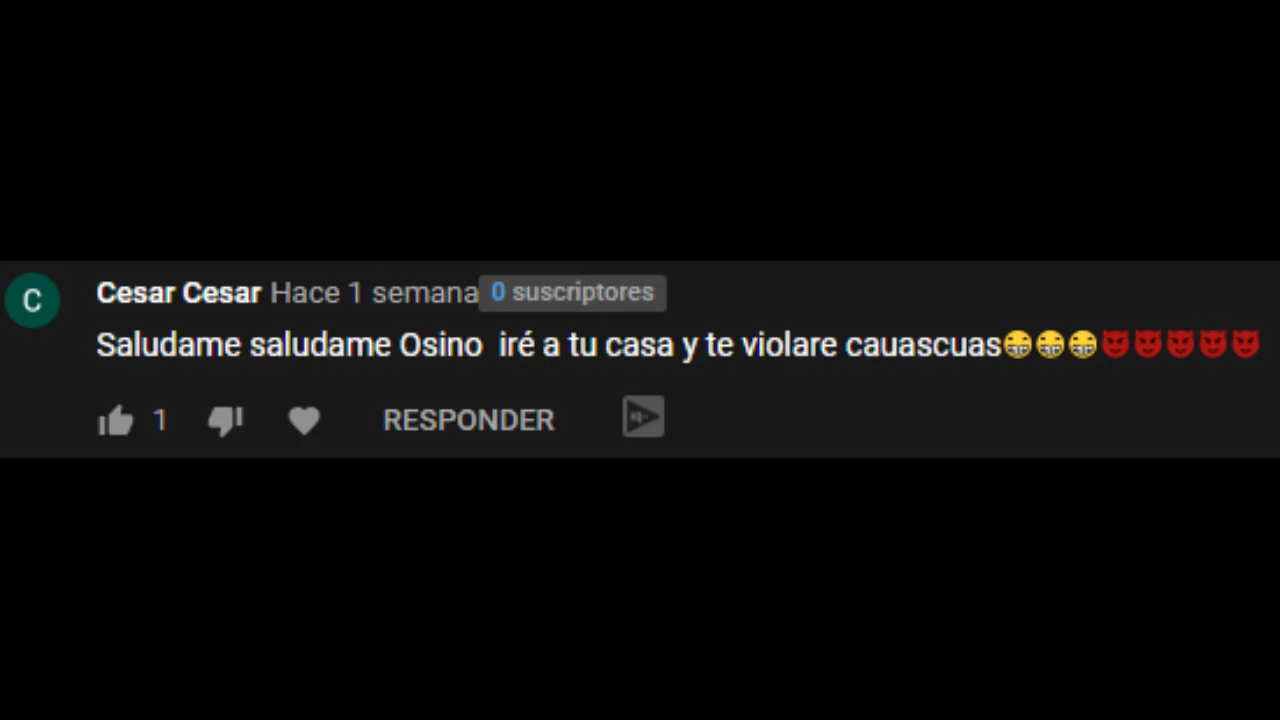 C
Cesar Cesar Hace 1 semana 0 suscriptores
Saludame saludame Osino iré a tu casa y te violare cauascuas😁😁😁😈😈😈😈😈
1 RESPONDER